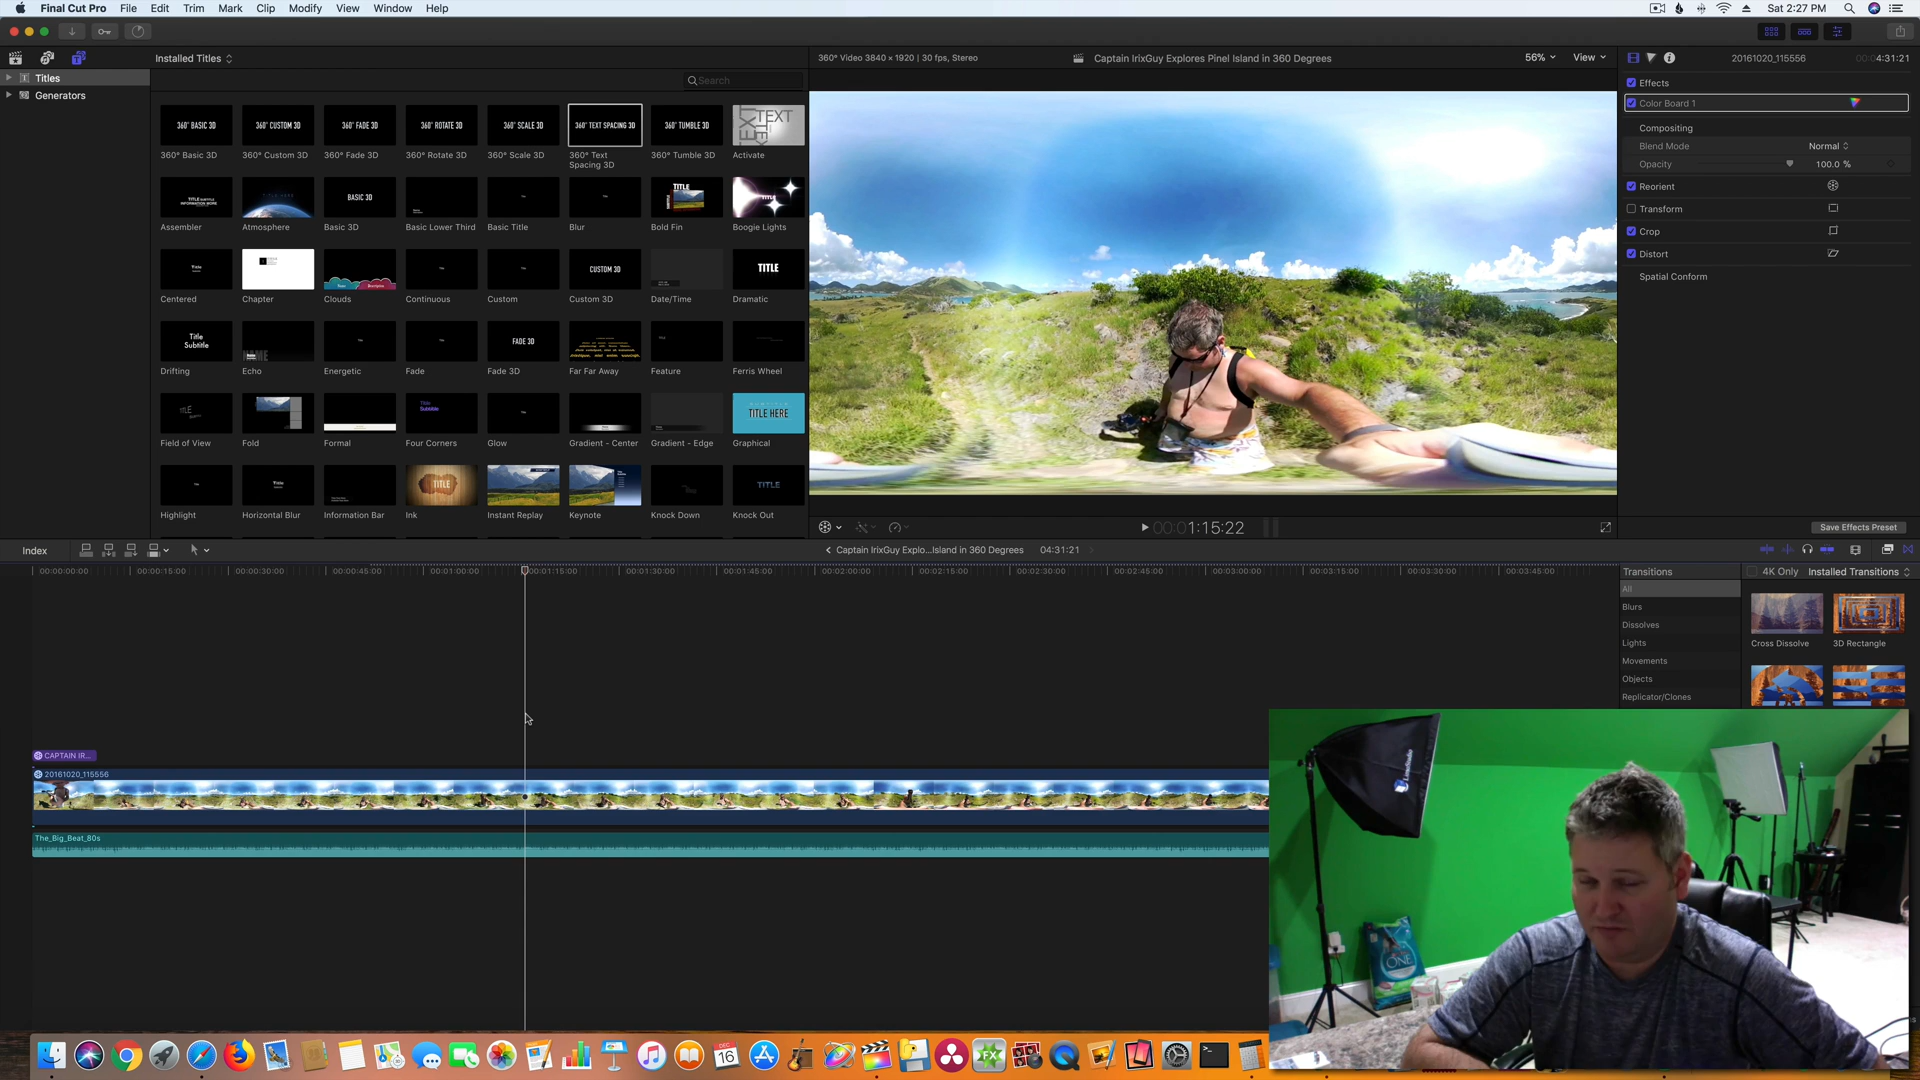 Final Cut Pro File Edit Trim Mark Clip Modify View Window Help
Sat 2:27 PM
Installed Titles
360° Video 3840 × 1920 | 30 fps, Stereo
Captain IrixGuy Explores Pinel Island in 360 Degrees
56%
View
20161020_115556
00:04:31:21
Titles
Generators
Search
Effects
Color Board 1
Compositing
Blend Mode
Normal
Opacity
100.0 %
Reorient
Transform
Crop
Distort
Spatial Conform
360° BASIC 3D 360° CUSTOM 3D 360° FADE 3D 360° ROTATE 3D 360° SCALE 3D 360° TEXT SPACING 3D 360° TUMBLE 3D TEXT
360° Basic 3D 360° Custom 3D 360° Fade 3D 360° Rotate 3D 360° Scale 3D 360° Text Spacing 3D 360° Tumble 3D Activate
BASIC 3D TITLE
Assembler Atmosphere Basic 3D Basic Lower Third Basic Title Blur Bold Fin Boogie Lights
CUSTOM 3D TITLE
Centered Chapter Clouds Continuous Custom Custom 3D Date/Time Dramatic
Title Subtitle FADE 3D
Drifting Echo Energetic Fade Fade 3D Far Far Away Feature Ferris Wheel
Title Subtitle TITLE HERE
Field of View Fold Formal Four Corners Glow Gradient - Center Gradient - Edge Graphical
TITLE TITLE
Highlight Horizontal Blur Information Bar Ink Instant Replay Keynote Knock Down Knock Out
00:00:01:15:22
Save Effects Preset
Index
Captain IrixGuy Explo...Island in 360 Degrees
04:31:21
00:00:00:00 00:00:15:00 00:00:30:00 00:00:45:00 00:01:00:00 00:01:15:00 00:01:30:00 00:01:45:00 00:02:00:00 00:02:15:00 00:02:30:00 00:02:45:00 00:03:00:00 00:03:15:00 00:03:30:00 00:03:45:00
Transitions
4K Only
Installed Transitions
All
Blurs
Dissolves
Lights
Movements
Objects
Replicator/Clones
Cross Dissolve
3D Rectangle
CAPTAIN IR...
20161020_115556
The_Big_Beat_80s
LimoStudio
ONE
DEC
16
FX